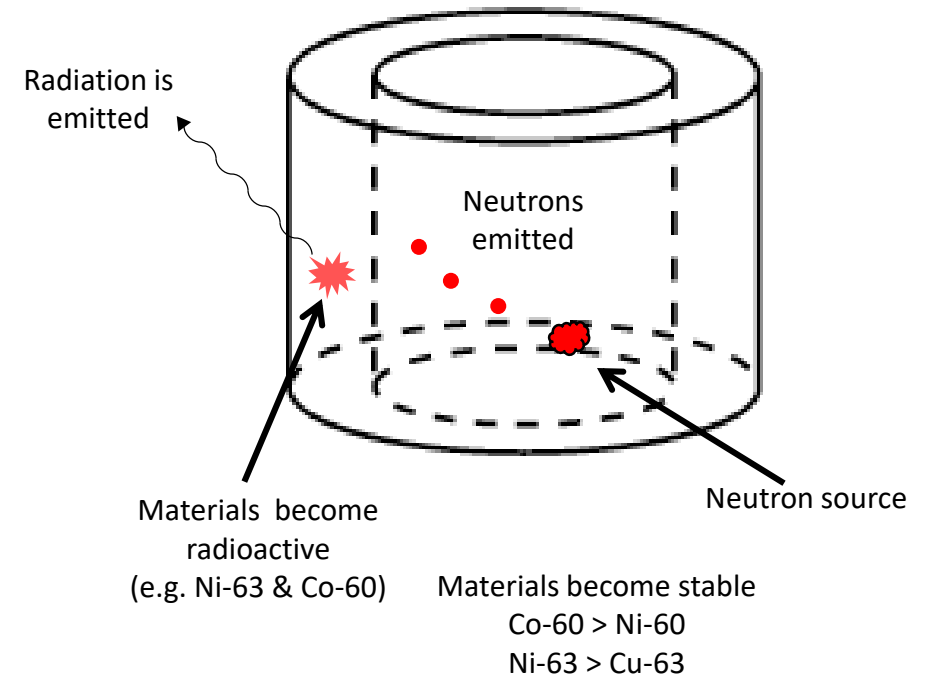 Radiation is
emitted
Neutrons
emitted
Neutron source
Materials become
radioactive
(e.g. Ni-63 & Co-60)
Materials become stable
Co-60 > Ni-60
Ni-63 > Cu-63